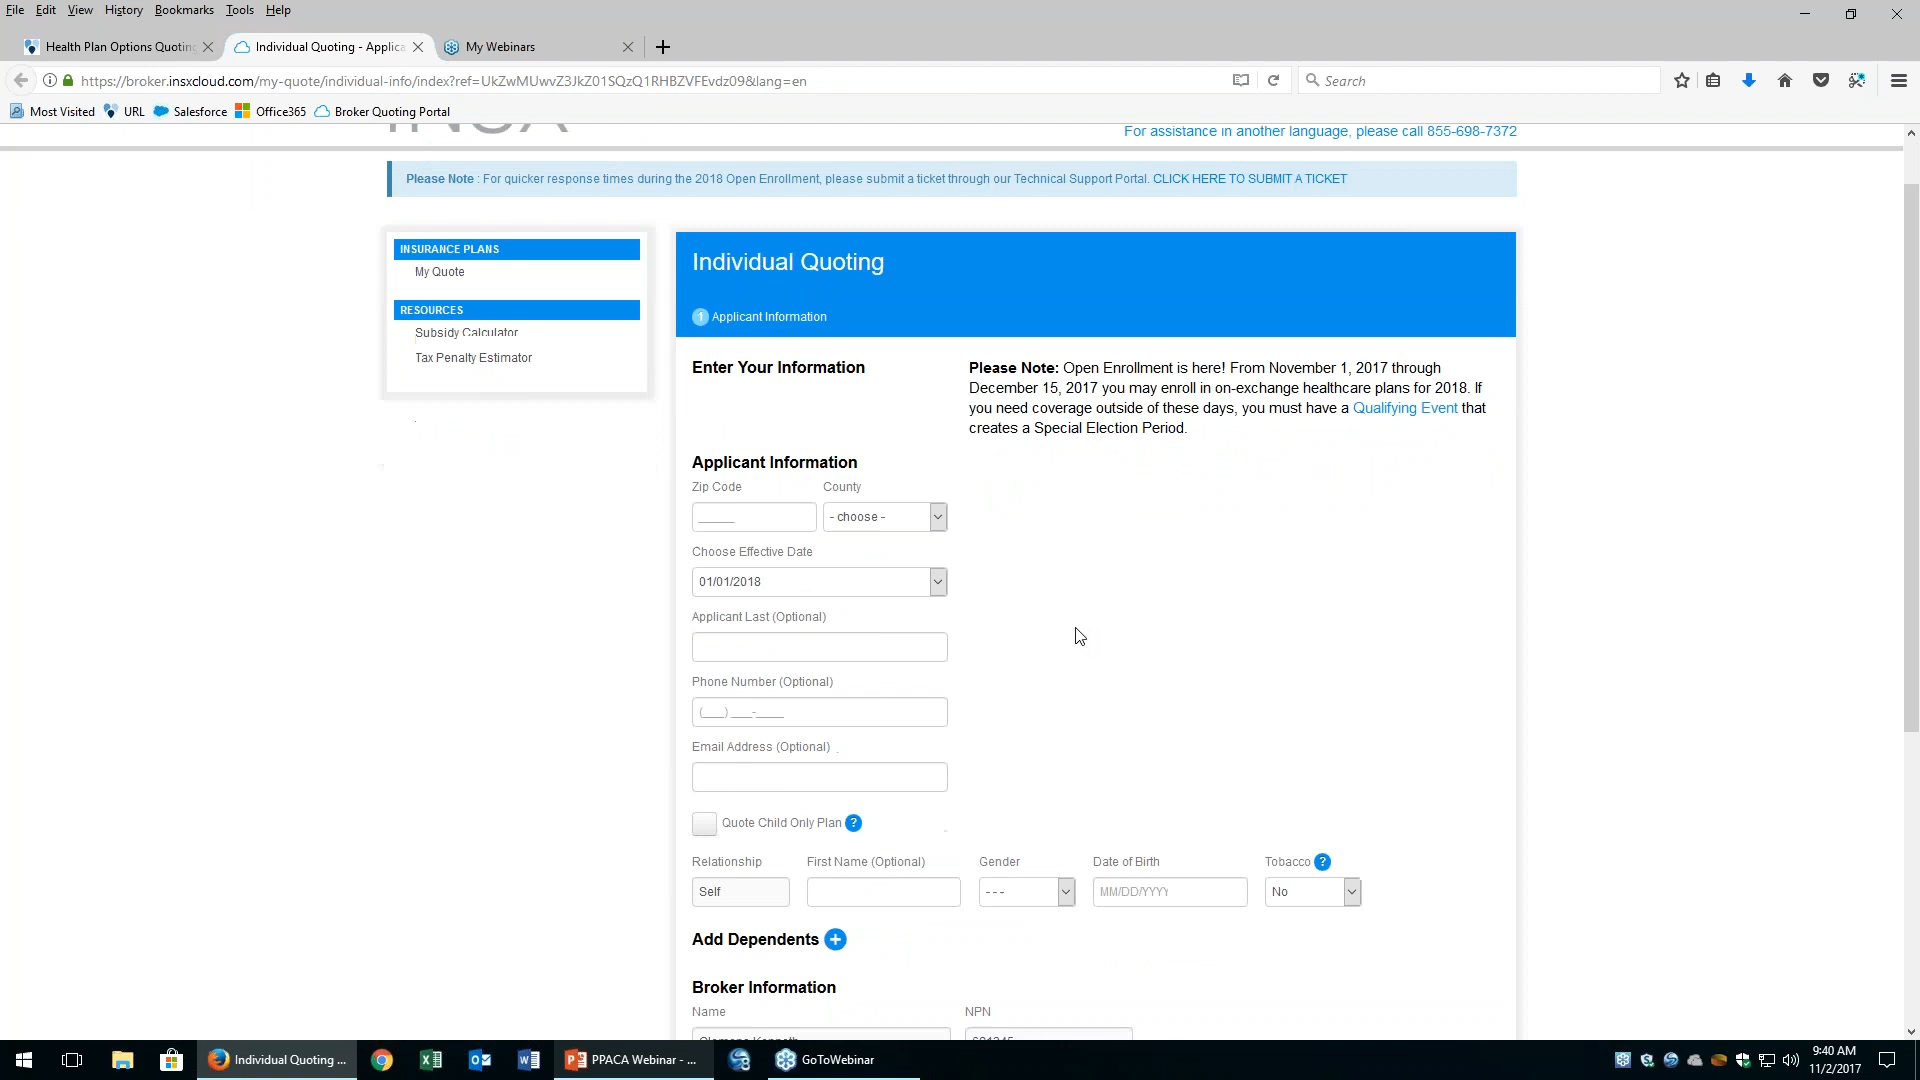 File Edit View History Bookmarks Tools Help
Health Plan Options Quoting
Individual Quoting - Applica
My Webinars
https://broker.insxcloud.com/my-quote/individual-info/index?ref=UkZwMUwvZ3JkZ01SQzQ1RHBZVFEvdz09&lang=en
Search
Most Visited URL Salesforce Office365 Broker Quoting Portal
For assistance in another language, please call 855-698-7372
Please Note : For quicker response times during the 2018 Open Enrollment, please submit a ticket through our Technical Support Portal. CLICK HERE TO SUBMIT A TICKET
INSURANCE PLANS
My Quote
RESOURCES
Subsidy Calculator
Tax Penalty Estimator
Individual Quoting
1 Applicant Information
Enter Your Information
Please Note: Open Enrollment is here! From November 1, 2017 through
December 15, 2017 you may enroll in on-exchange healthcare plans for 2018. If
you need coverage outside of these days, you must have a Qualifying Event that
creates a Special Election Period.
Applicant Information
Zip Code County
_____ - choose -
Choose Effective Date
01/01/2018
Applicant Last (Optional)
Phone Number (Optional)
(___) ___-____
Email Address (Optional)
Quote Child Only Plan ?
Relationship First Name (Optional) Gender Date of Birth Tobacco ?
Self - - - MM/DD/YYYY No
Add Dependents +
Broker Information
Name NPN
Individual Quoting ...
PPACA Webinar - ...
GoToWebinar
9:40 AM
11/2/2017